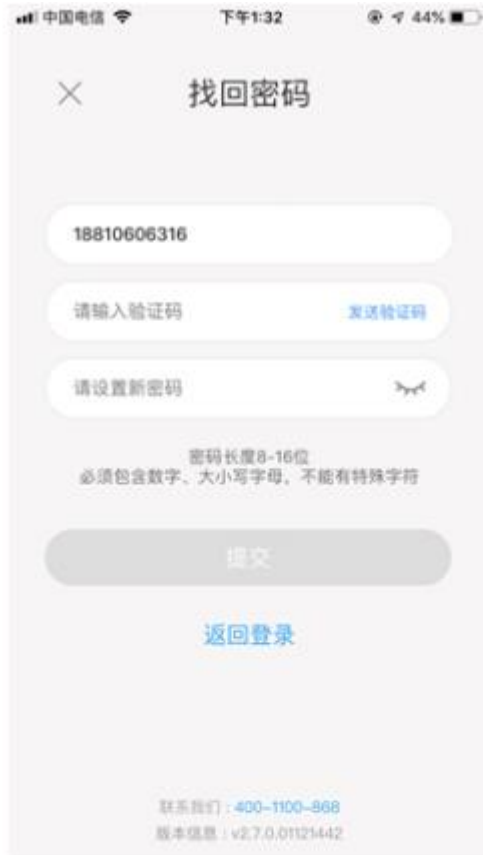 中国电信 下午1:32 44%
找回密码
18810606316
请输入验证码 发送验证码
请设置新密码
密码长度8-16位
必须包含数字、大小写字母，不能有特殊字符
提交
返回登录
联系我们：400-1100-868
版本信息：v2.7.0.01121442